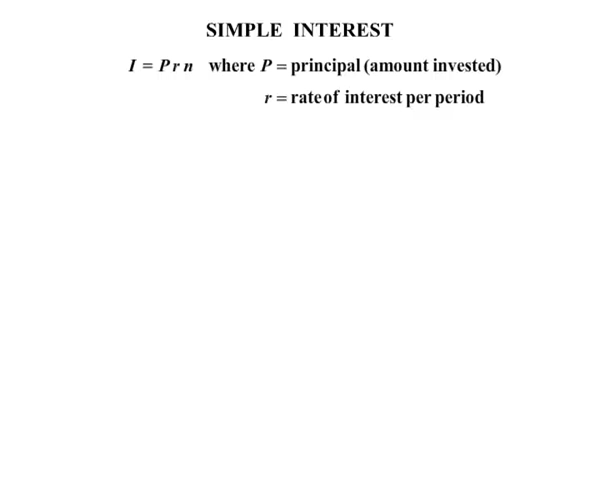 SIMPLE INTEREST
I = P r n where P = principal (amount invested)
r = rate of interest per period